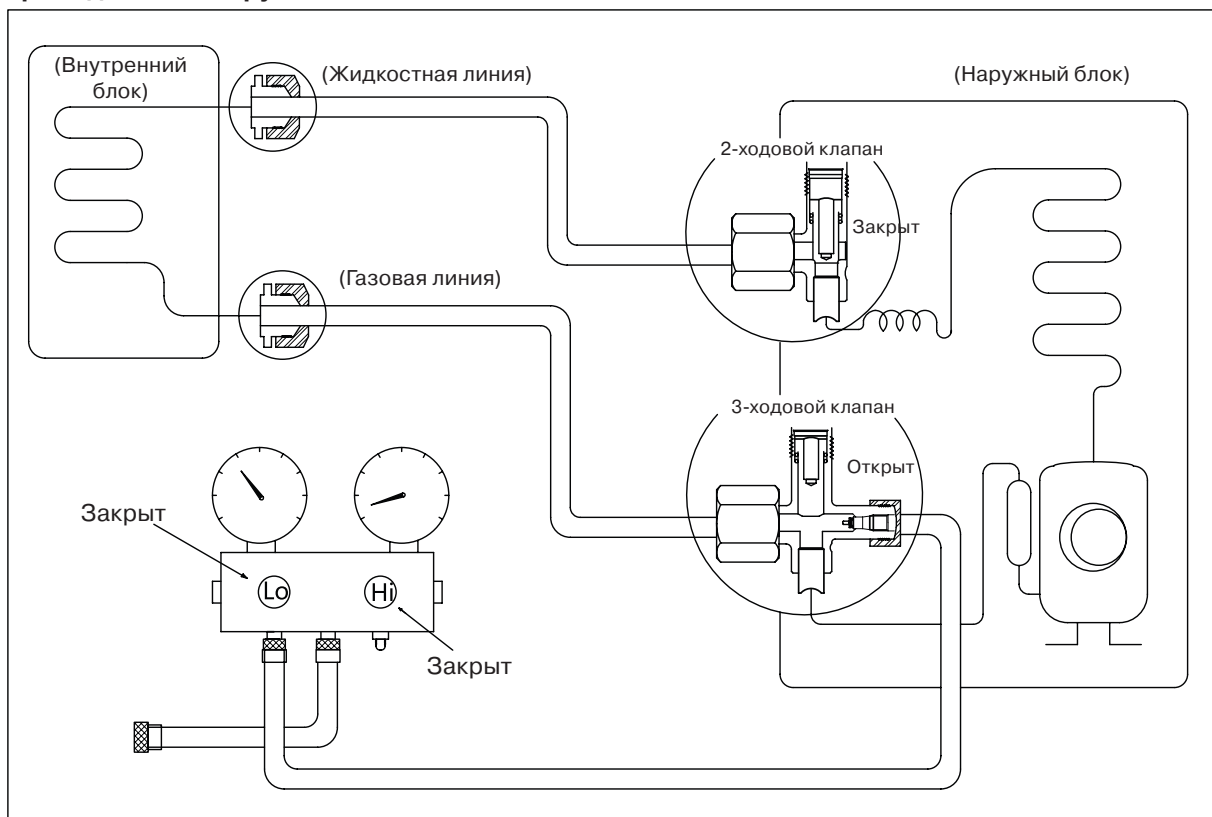 (Внутренний
блок)
(Жидкостная линия)
(Наружный блок)
2-ходовой клапан
Закрыт
(Газовая линия)
3-ходовой клапан
Открыт
Закрыт
Lo
Hi
Закрыт